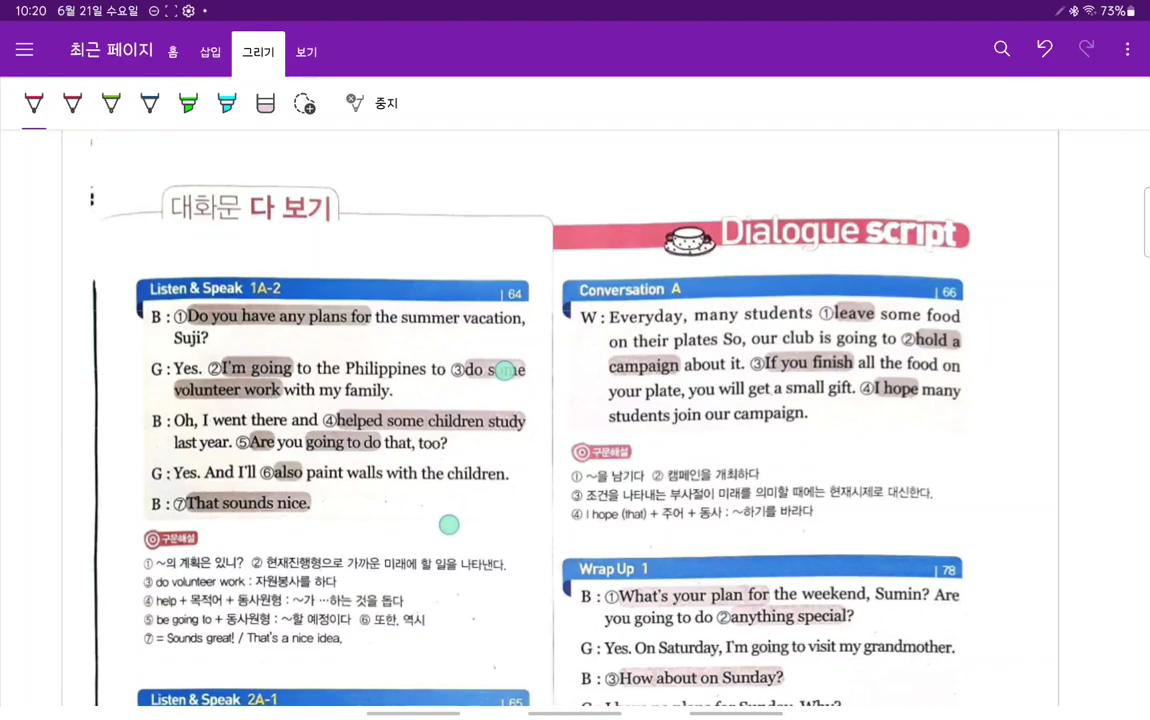 10:20 6월 21일 수요일
73%
최근 페이지 홈 삽입 그리기 보기
중지
대화문 다 보기
Dialogue script
Listen & Speak 1A-2 | 64
B : ①Do you have any plans for the summer vacation,
Suji?
G : Yes. ②I'm going to the Philippines to ③do some
volunteer work with my family.
B : Oh, I went there and ④helped some children study
last year. ⑤Are you going to do that, too?
G : Yes. And I'll ⑥also paint walls with the children.
B : ⑦That sounds nice.
구문해설
① ~의 계획은 있니? ② 현재진행형으로 가까운 미래에 할 일을 나타낸다.
③ do volunteer work : 자원봉사를 하다
④ help + 목적어 + 동사원형 : ~가 …하는 것을 돕다
⑤ be going to + 동사원형 : ~할 예정이다 ⑥ 또한, 역시
⑦ = Sounds great! / That's a nice idea.
Listen & Speak 2A-1 | 65
Conversation A | 66
W : Everyday, many students ①leave some food
on their plates So, our club is going to ②hold a
campaign about it. ③If you finish all the food on
your plate, you will get a small gift. ④I hope many
students join our campaign.
구문해설
① ~을 남기다 ② 캠페인을 개최하다
③ 조건을 나타내는 부사절이 미래를 의미할 때에는 현재시제로 대신한다.
④ I hope (that) + 주어 + 동사 : ~하기를 바라다
Wrap Up 1 | 78
B : ①What's your plan for the weekend, Sumin? Are
you going to do ②anything special?
G : Yes. On Saturday, I'm going to visit my grandmother.
B : ③How about on Sunday?
G : I have no plans for Sunday. Why?